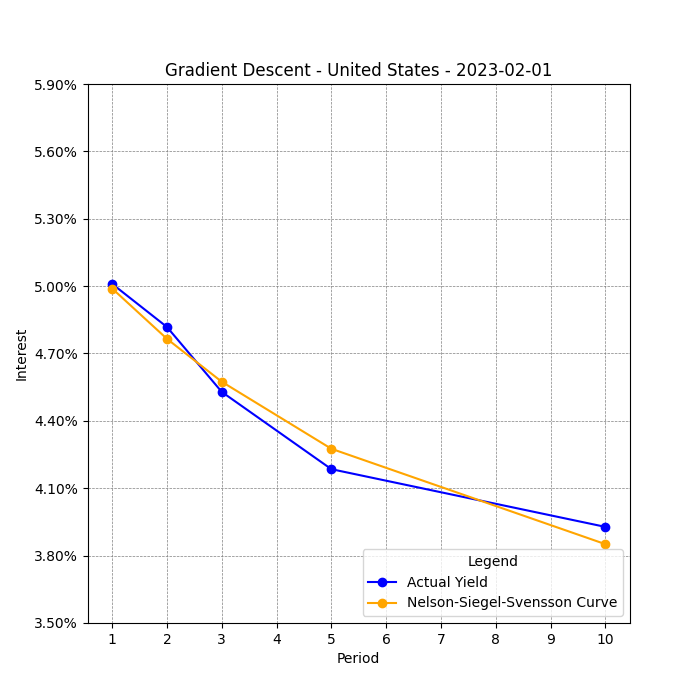 Gradient Descent - United States - 2023-02-01
5.90%
5.60%
5.30%
5.00%
4.70%
4.40%
4.10%
3.80%
3.50%
Interest
1 2 3 4 5 6 7 8 9 10
Period
Legend
Actual Yield
Nelson-Siegel-Svensson Curve